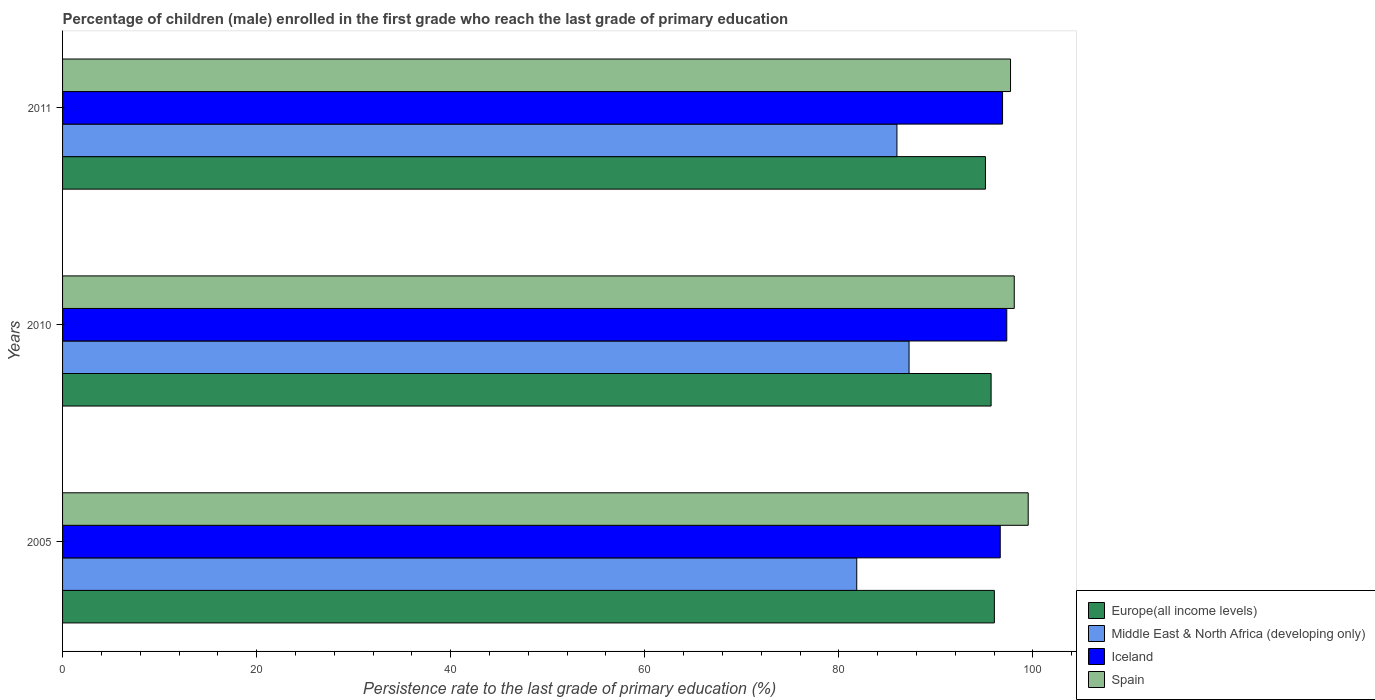 Percentage of children (male) enrolled in the first grade who reach the last grade of primary education
2011
2010
2005
Years
0
20
40
60
80
100
Persistence rate to the last grade of primary education (%)
Europe(all income levels)
Middle East & North Africa (developing only)
Iceland
Spain